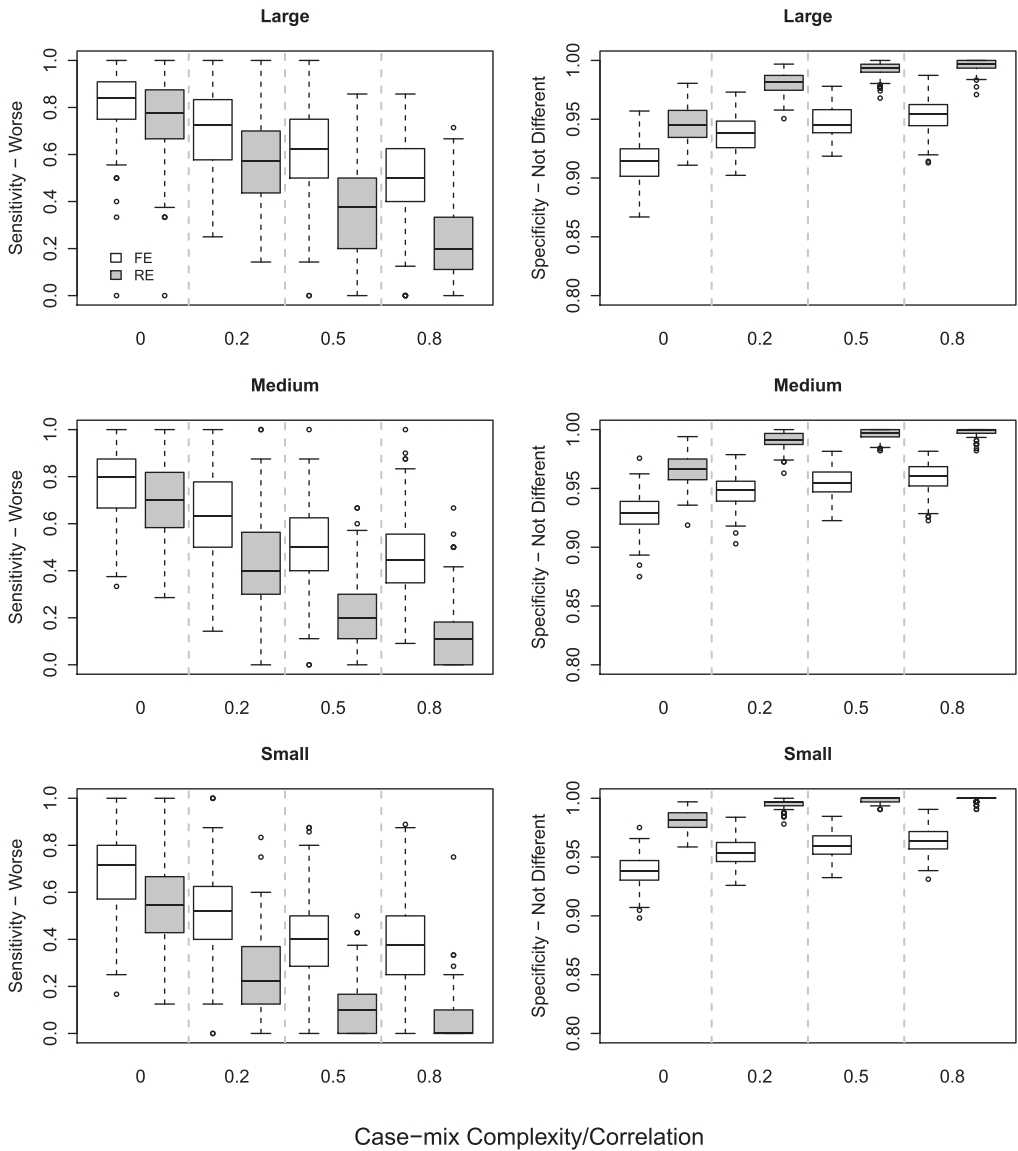 Large
Sensitivity − Worse
1.0
0.8
0.6
0.4
0.2
0.0
FE
RE
0 0.2 0.5 0.8
Large
Specificity − Not Different
1.00
0.95
0.90
0.85
0.80
0 0.2 0.5 0.8
Medium
Sensitivity − Worse
1.0
0.8
0.6
0.4
0.2
0.0
0 0.2 0.5 0.8
Medium
Specificity − Not Different
1.00
0.95
0.90
0.85
0.80
0 0.2 0.5 0.8
Small
Sensitivity − Worse
1.0
0.8
0.6
0.4
0.2
0.0
0 0.2 0.5 0.8
Small
Specificity − Not Different
1.00
0.95
0.90
0.85
0.80
0 0.2 0.5 0.8
Case−mix Complexity/Correlation